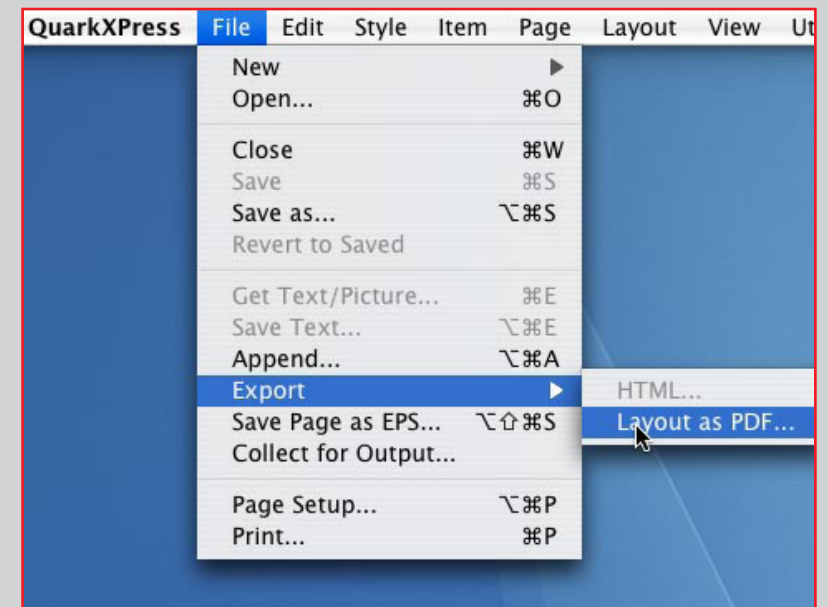 QuarkXPress File Edit Style Item Page Layout View Ut
New ▶
Open... ⌘O
Close ⌘W
Save ⌘S
Save as... ⌥⌘S
Revert to Saved
Get Text/Picture... ⌘E
Save Text... ⌥⌘E
Append... ⌥⌘A
Export ▶ HTML...
Save Page as EPS... ⌥⇧⌘S Layout as PDF...
Collect for Output...
Page Setup... ⌥⌘P
Print... ⌘P